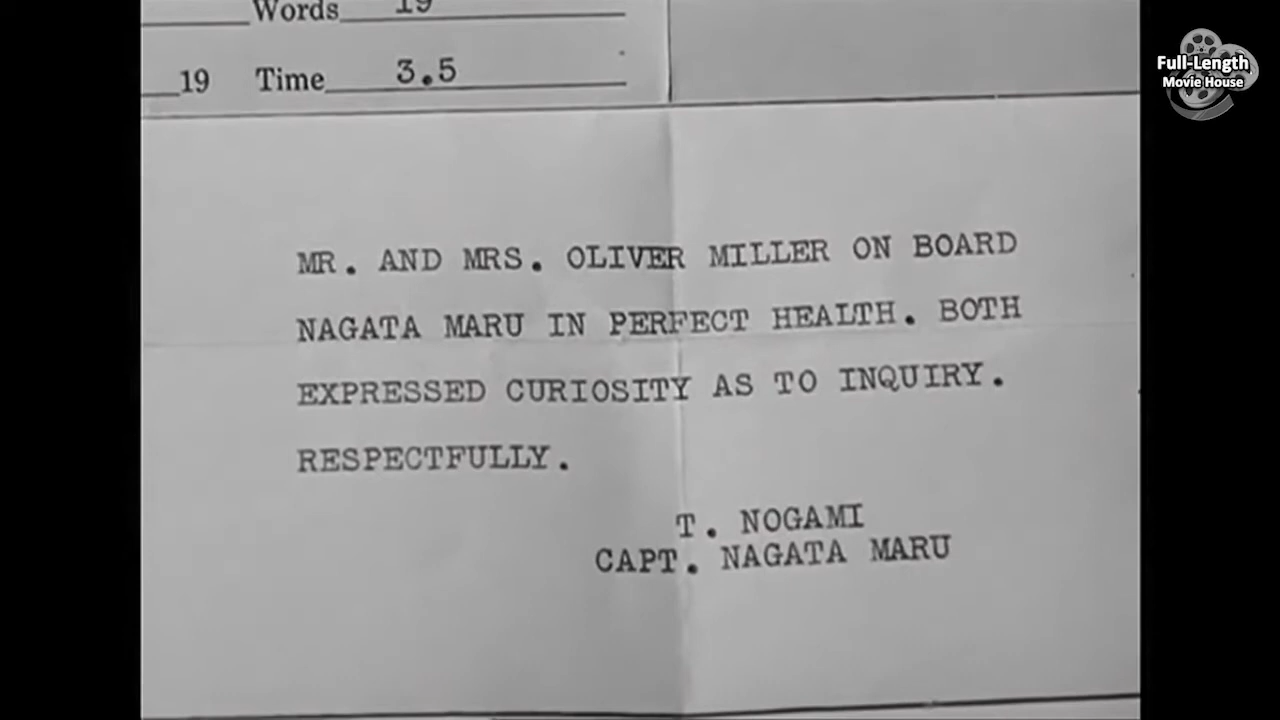 Words 19
19 Time 3.5
MR. AND MRS. OLIVER MILLER ON BOARD
NAGATA MARU IN PERFECT HEALTH. BOTH
EXPRESSED CURIOSITY AS TO INQUIRY.
RESPECTFULLY.
T. NOGAMI
CAPT. NAGATA MARU
Full-Length
Movie House